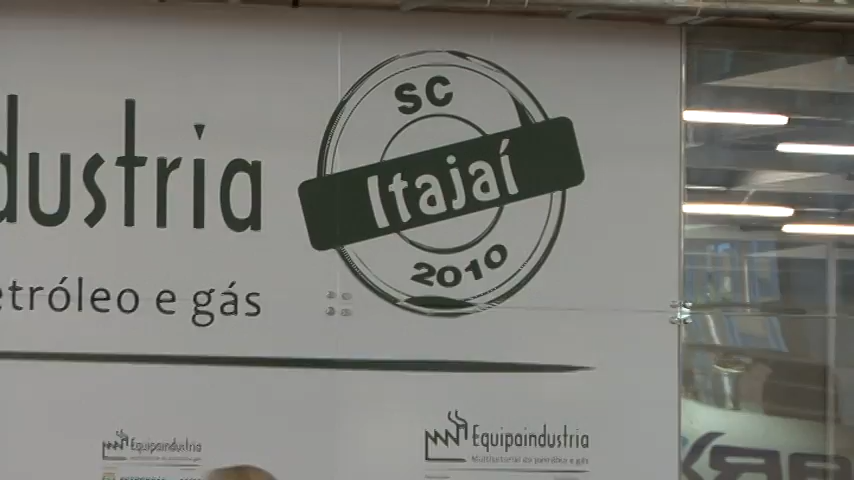 dustria
etróleo e gás
SC
Itajaí
2010
Equipaindustria
Equipaindustria
Multisetorial do petróleo e gás